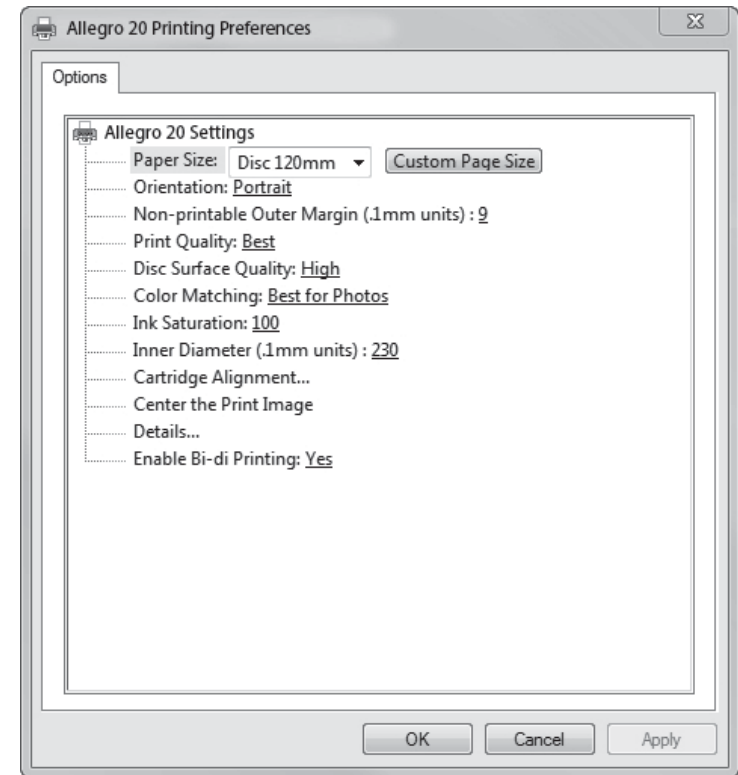 Allegro 20 Printing Preferences
Options
Allegro 20 Settings
Paper Size: Disc 120mm Custom Page Size
Orientation: Portrait
Non-printable Outer Margin (.1mm units) : 9
Print Quality: Best
Disc Surface Quality: High
Color Matching: Best for Photos
Ink Saturation: 100
Inner Diameter (.1mm units) : 230
Cartridge Alignment...
Center the Print Image
Details...
Enable Bi-di Printing: Yes
OK Cancel Apply